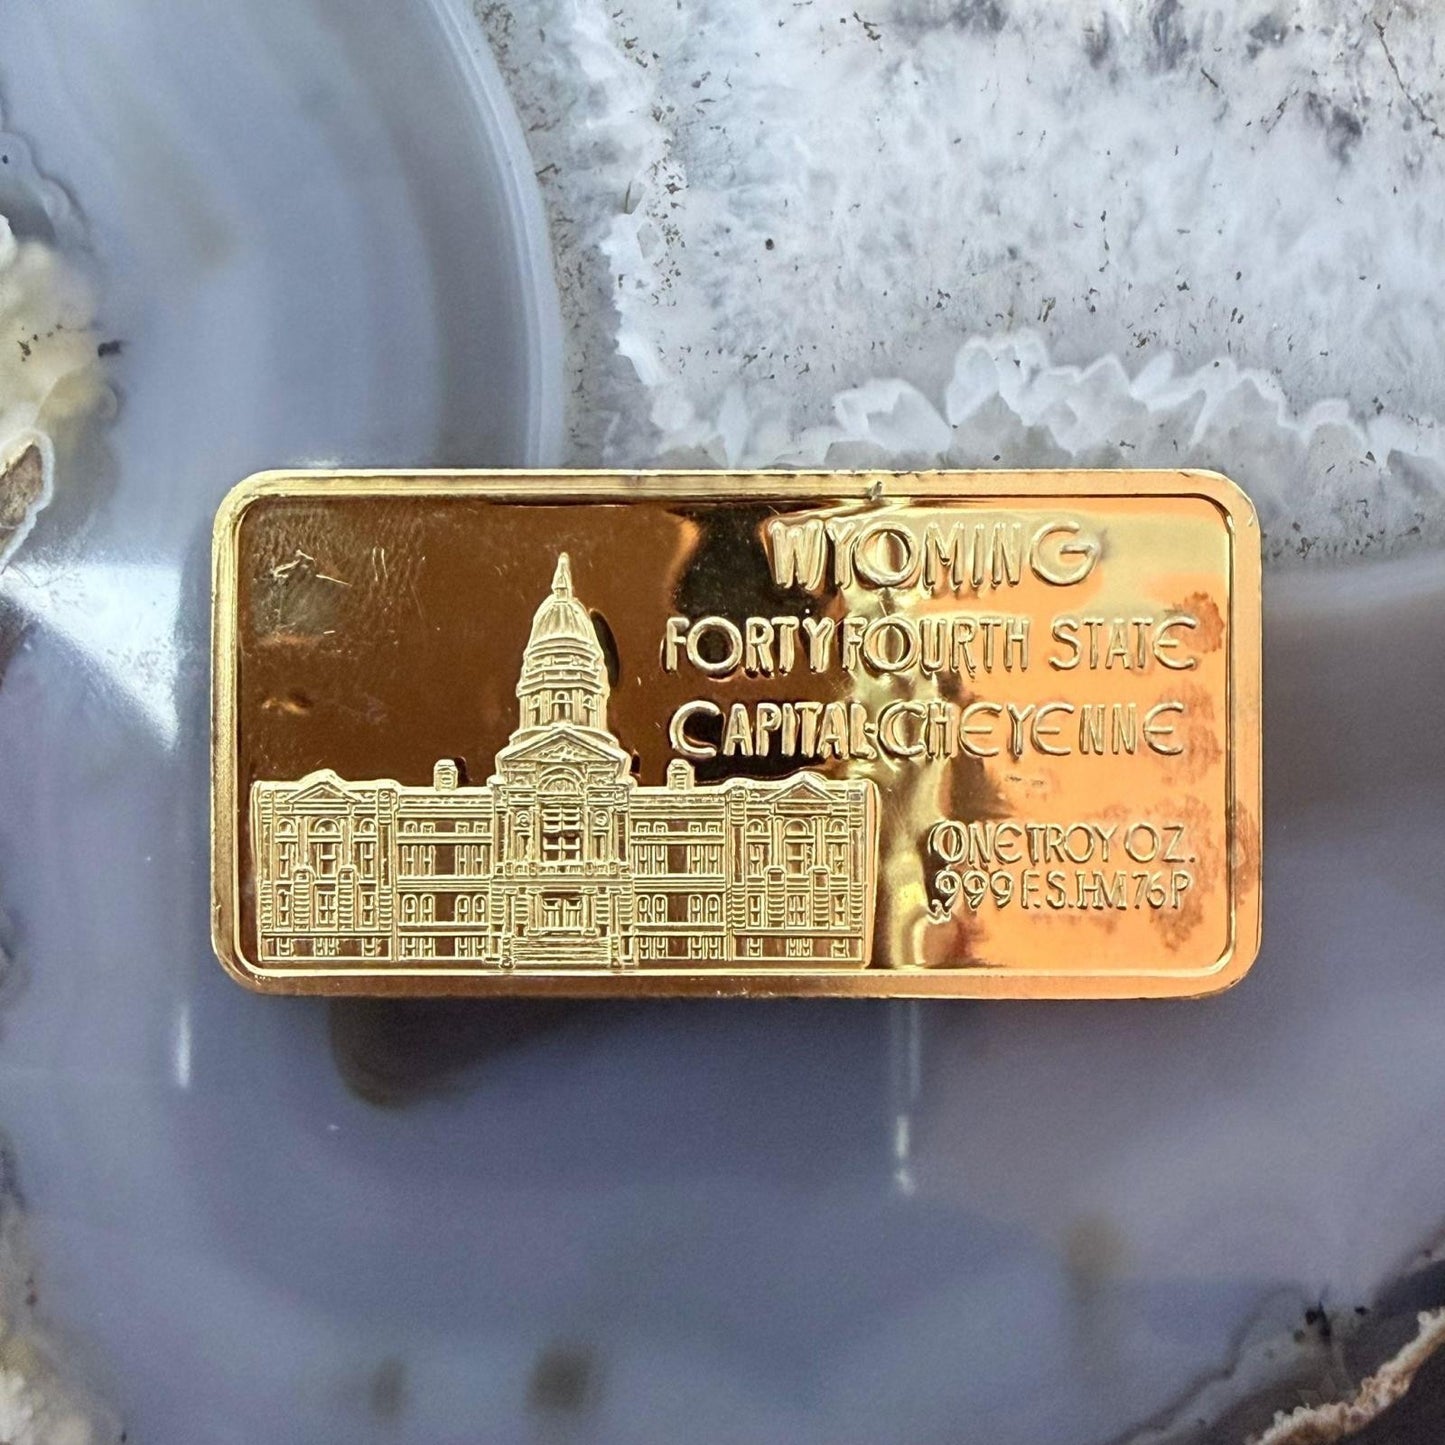 WYOMING
FORTY FOURTH STATE
CAPITAL-CHEYENNE
ONE TROY OZ.
.999 F.S. HM 76P